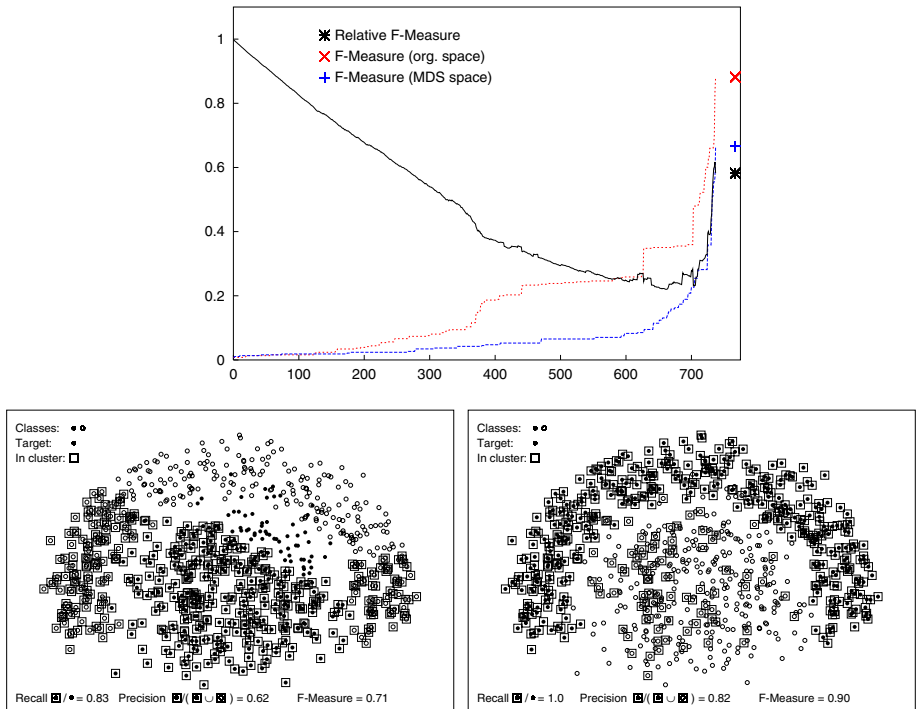 1
0.8
0.6
0.4
0.2
0
0 100 200 300 400 500 600 700
Relative F-Measure
F-Measure (org. space)
F-Measure (MDS space)
Classes:
Target:
In cluster:
Recall / = 0.83 Precision /( ∪ ) = 0.62 F-Measure = 0.71
Classes:
Target:
In cluster:
Recall / = 1.0 Precision /( ∪ ) = 0.82 F-Measure = 0.90